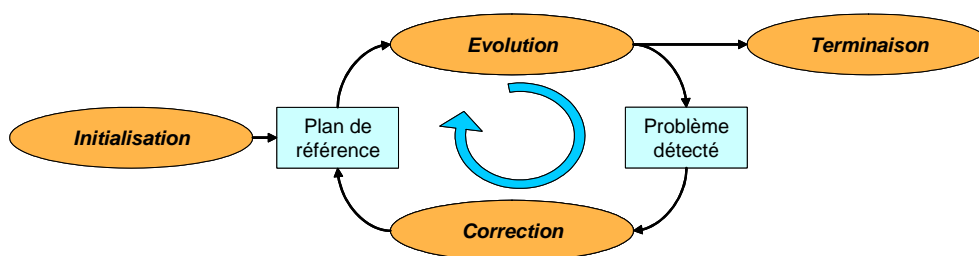 Evolution
Terminaison
Initialisation
Plan de
référence
Problème
détecté
Correction